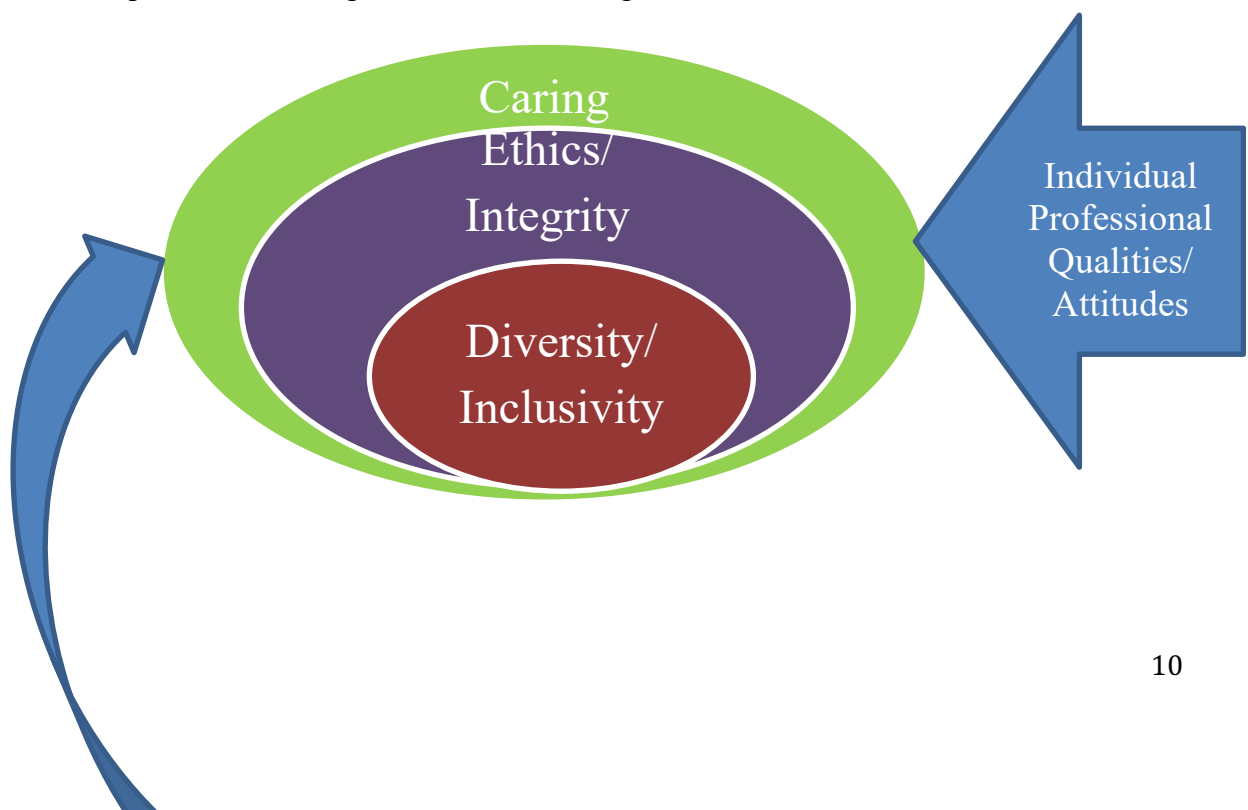 Caring
Ethics/
Integrity
Diversity/
Inclusivity
Individual
Professional
Qualities/
Attitudes
10